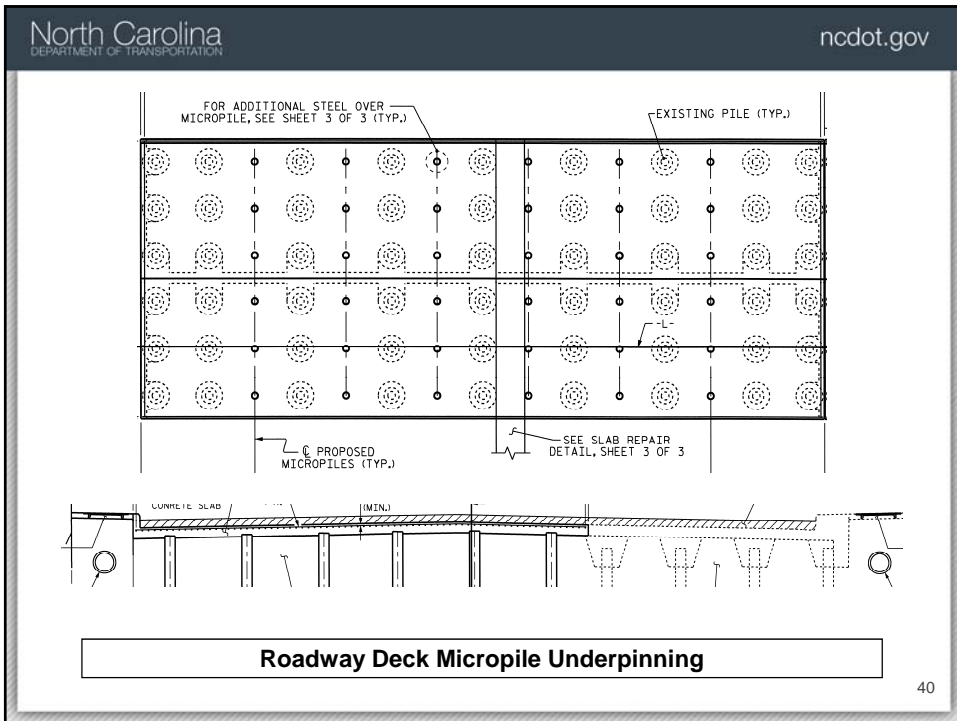 North Carolina
DEPARTMENT OF TRANSPORTATION
ncdot.gov
FOR ADDITIONAL STEEL OVER
MICROPILE, SEE SHEET 3 OF 3 (TYP.)
EXISTING PILE (TYP.)
-L-
℄ PROPOSED
MICROPILES (TYP.)
SEE SLAB REPAIR
DETAIL, SHEET 3 OF 3
CONRETE SLAB
(MIN.)
Roadway Deck Micropile Underpinning
40